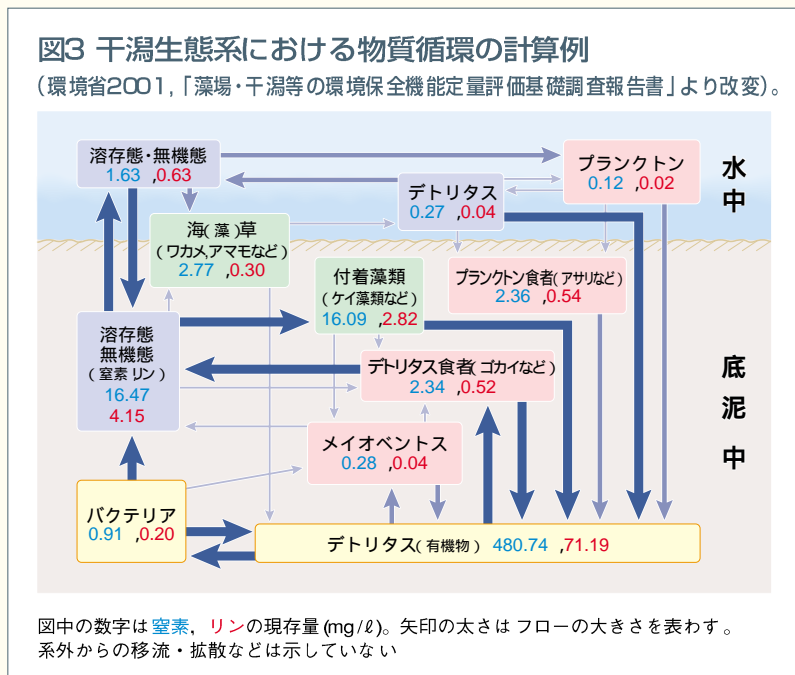 図3 干潟生態系における物質循環の計算例
(環境省2001,「藻場・干潟等の環境保全機能定量評価基礎調査報告書」より改変)。
溶存態・無機態
1.63 ,0.63
プランクトン
0.12 ,0.02
水中
デトリタス
0.27 ,0.04
海(藻)草
(ワカメ,アマモなど)
2.77 ,0.30
付着藻類
(ケイ藻類など)
16.09 ,2.82
プランクトン食者(アサリなど)
2.36 ,0.54
溶存態
無機態
(窒素 リン)
16.47
4.15
デトリタス食者(ゴカイなど)
2.34 ,0.52
底泥中
メイオベントス
0.28 ,0.04
バクテリア
0.91 ,0.20
デトリタス(有機物) 480.74 ,71.19
図中の数字は窒素，リンの現存量(mg/ℓ)。矢印の太さはフローの大きさを表わす。
系外からの移流・拡散などは示していない